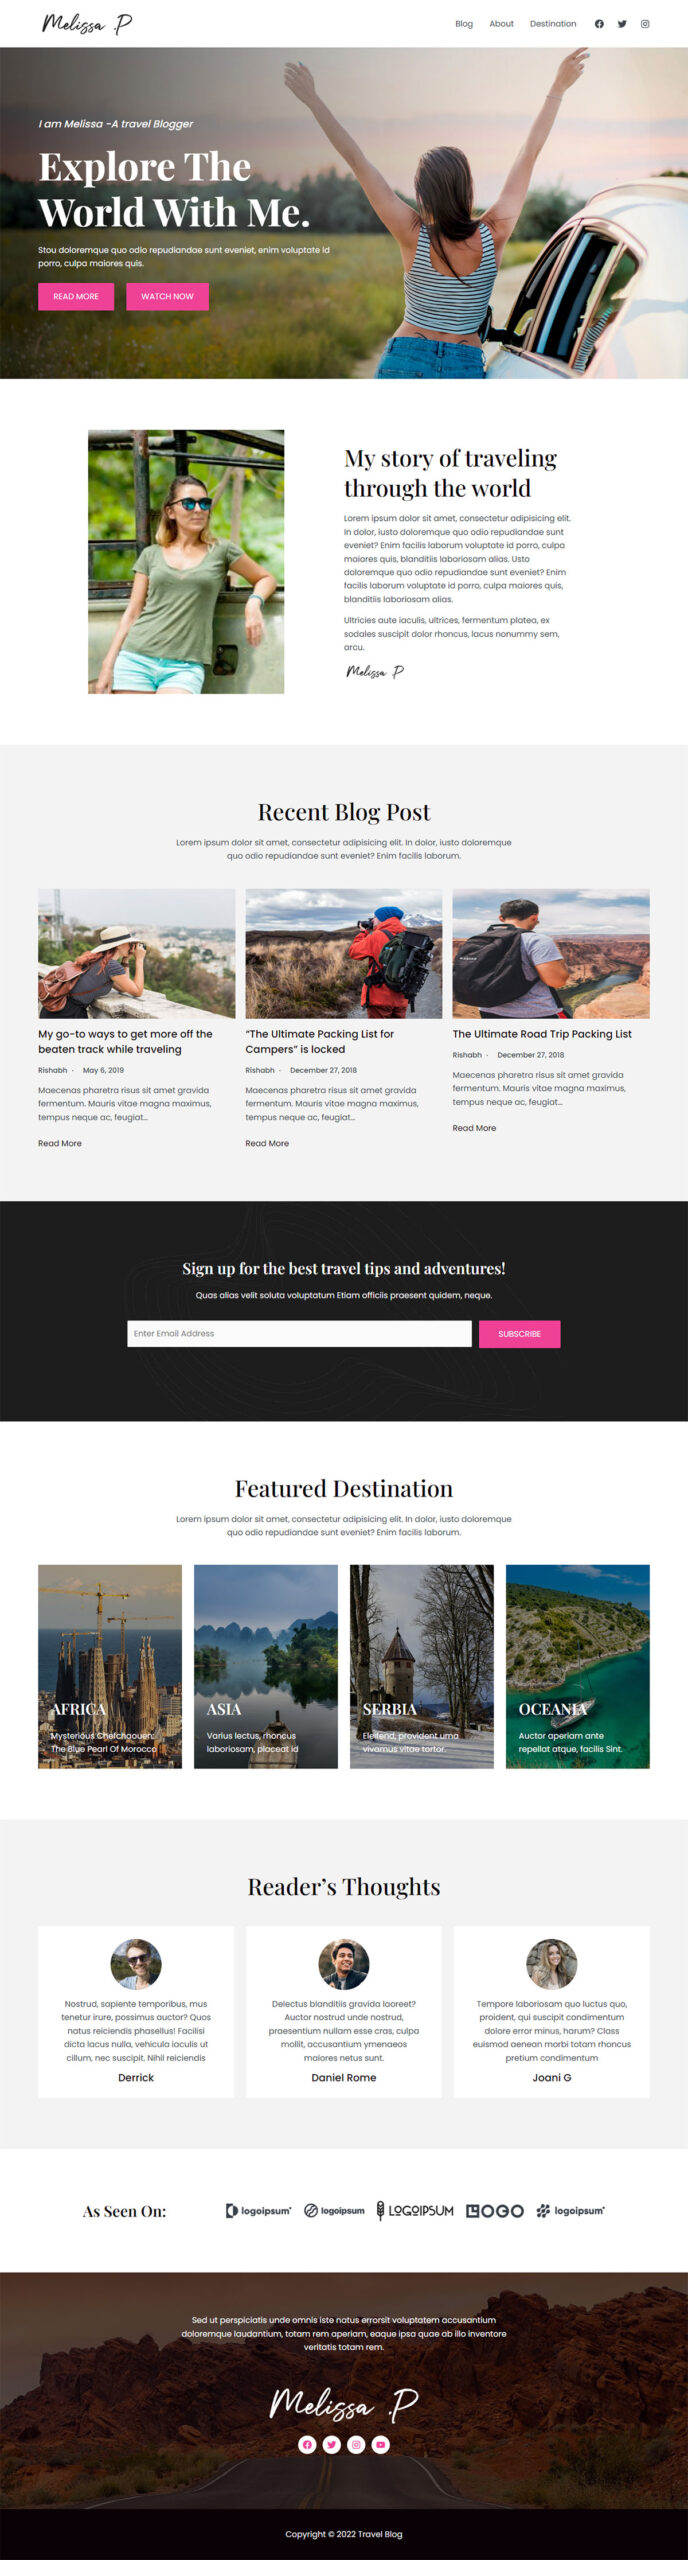 Melissa .P
Blog About Destination
I am Melissa -A travel Blogger
Explore The
World With Me.
Stou doloremque quo odio repudiandae sunt eveniet, enim voluptate id
porro, culpa maiores quis.
READ MORE
WATCH NOW
My story of traveling
through the world
Lorem ipsum dolor sit amet, consectetur adipisicing elit.
In dolor, iusto doloremque quo odio repudiandae sunt
eveniet? Enim facilis laborum voluptate id porro, culpa
maiores quis, blanditiis laboriosam alias. Usto
doloremque quo odio repudiandae sunt eveniet? Enim
facilis laborum voluptate id porro, culpa maiores quis,
blanditiis laboriosam alias.
Ultricies aute iaculis, ultrices, fermentum platea, ex
sodales suscipit dolor rhoncus, lacus nonummy sem,
arcu.
Melissa .P
Recent Blog Post
Lorem ipsum dolor sit amet, consectetur adipisicing elit. In dolor, iusto doloremque
quo odio repudiandae sunt eveniet? Enim facilis laborum.
My go-to ways to get more off the
beaten track while traveling
Rishabh · May 6, 2019
Maecenas pharetra risus sit amet gravida
fermentum. Mauris vitae magna maximus,
tempus neque ac, feugiat...
Read More
“The Ultimate Packing List for
Campers” is locked
Rishabh · December 27, 2018
Maecenas pharetra risus sit amet gravida
fermentum. Mauris vitae magna maximus,
tempus neque ac, feugiat...
Read More
The Ultimate Road Trip Packing List
Rishabh · December 27, 2018
Maecenas pharetra risus sit amet gravida
fermentum. Mauris vitae magna maximus,
tempus neque ac, feugiat...
Read More
Sign up for the best travel tips and adventures!
Quas alias velit soluta voluptatum Etiam officiis praesent quidem, neque.
Enter Email Address
SUBSCRIBE
Featured Destination
Lorem ipsum dolor sit amet, consectetur adipisicing elit. In dolor, iusto doloremque
quo odio repudiandae sunt eveniet? Enim facilis laborum.
AFRICA
Mysterious Chefchaouen:
The Blue Pearl Of Morocco
ASIA
Varius lectus, rhoncus
laboriosam, placeat id
SERBIA
Eleifend, provident urna
vivamus vitae tortor.
OCEANIA
Auctor aperiam ante
repellat atque, facilis Sint.
Reader’s Thoughts
Nostrud, sapiente temporibus, mus
tenetur irure, possimus auctor? Quos
natus reiciendis phasellus! Facilisi
dicta lacus nulla, vehicula iaculis ut
cillum, nec suscipit. Nihil reiciendis
Derrick
Delectus blanditiis gravida laoreet?
Auctor nostrud unde nostrud,
praesentium nullam esse cras, culpa
mollit, accusantium ymenaeos
maiores netus sunt.
Daniel Rome
Tempore laboriosam quo luctus quo,
proident, qui suscipit condimentum
dolore error minus, harum? Class
euismod aenean morbi totam rhoncus
pretium condimentum
Joani G
As Seen On:
logoipsum
logoipsum
LOGOIPSUM
LOGO
logoipsum
Sed ut perspiciatis unde omnis iste natus errorsit voluptatem accusantium
doloremque laudantium, totam rem aperiam, eaque ipsa quae ab illo inventore
veritatis totam rem.
Melissa .P
Copyright © 2022 Travel Blog